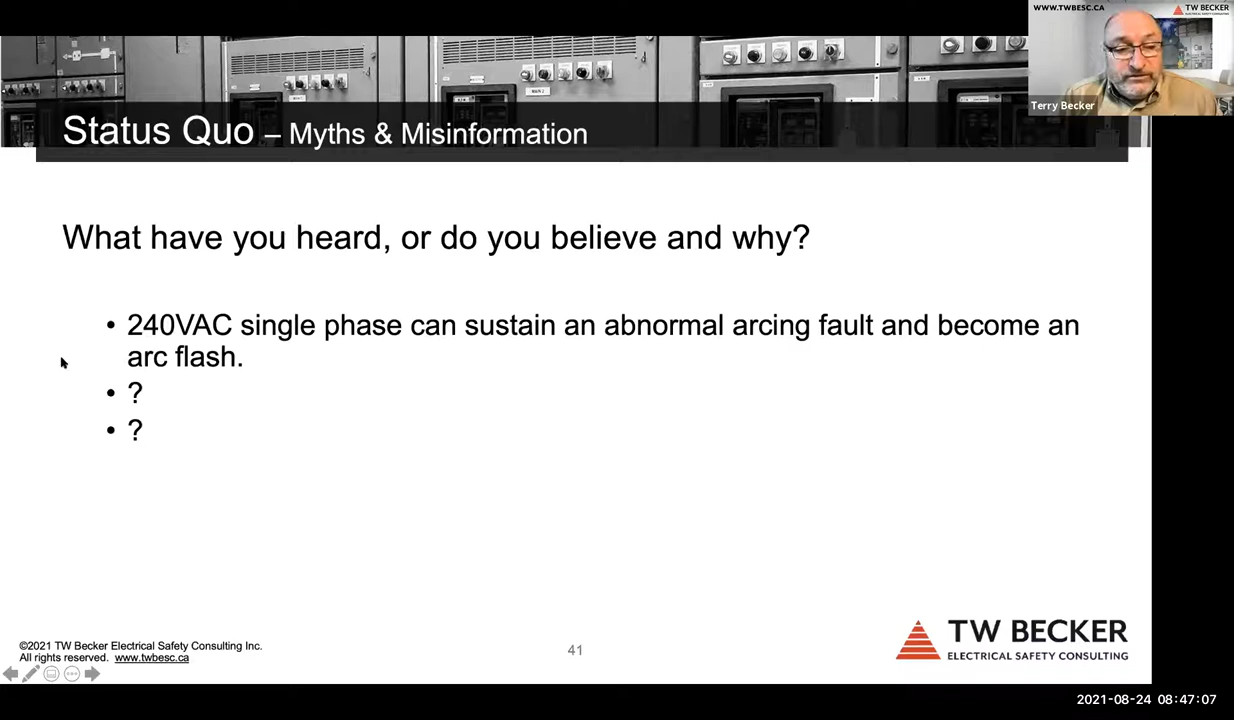 WWW.TWBESC.CA
TW BECKER
ELECTRICAL SAFETY CONSULTING
Terry Becker
Status Quo – Myths & Misinformation
What have you heard, or do you believe and why?
• 240VAC single phase can sustain an abnormal arcing fault and become an
arc flash.
• ?
• ?
©2021 TW Becker Electrical Safety Consulting Inc.
All rights reserved. www.twbesc.ca
41
TW BECKER
ELECTRICAL SAFETY CONSULTING
2021-08-24 08:47:07